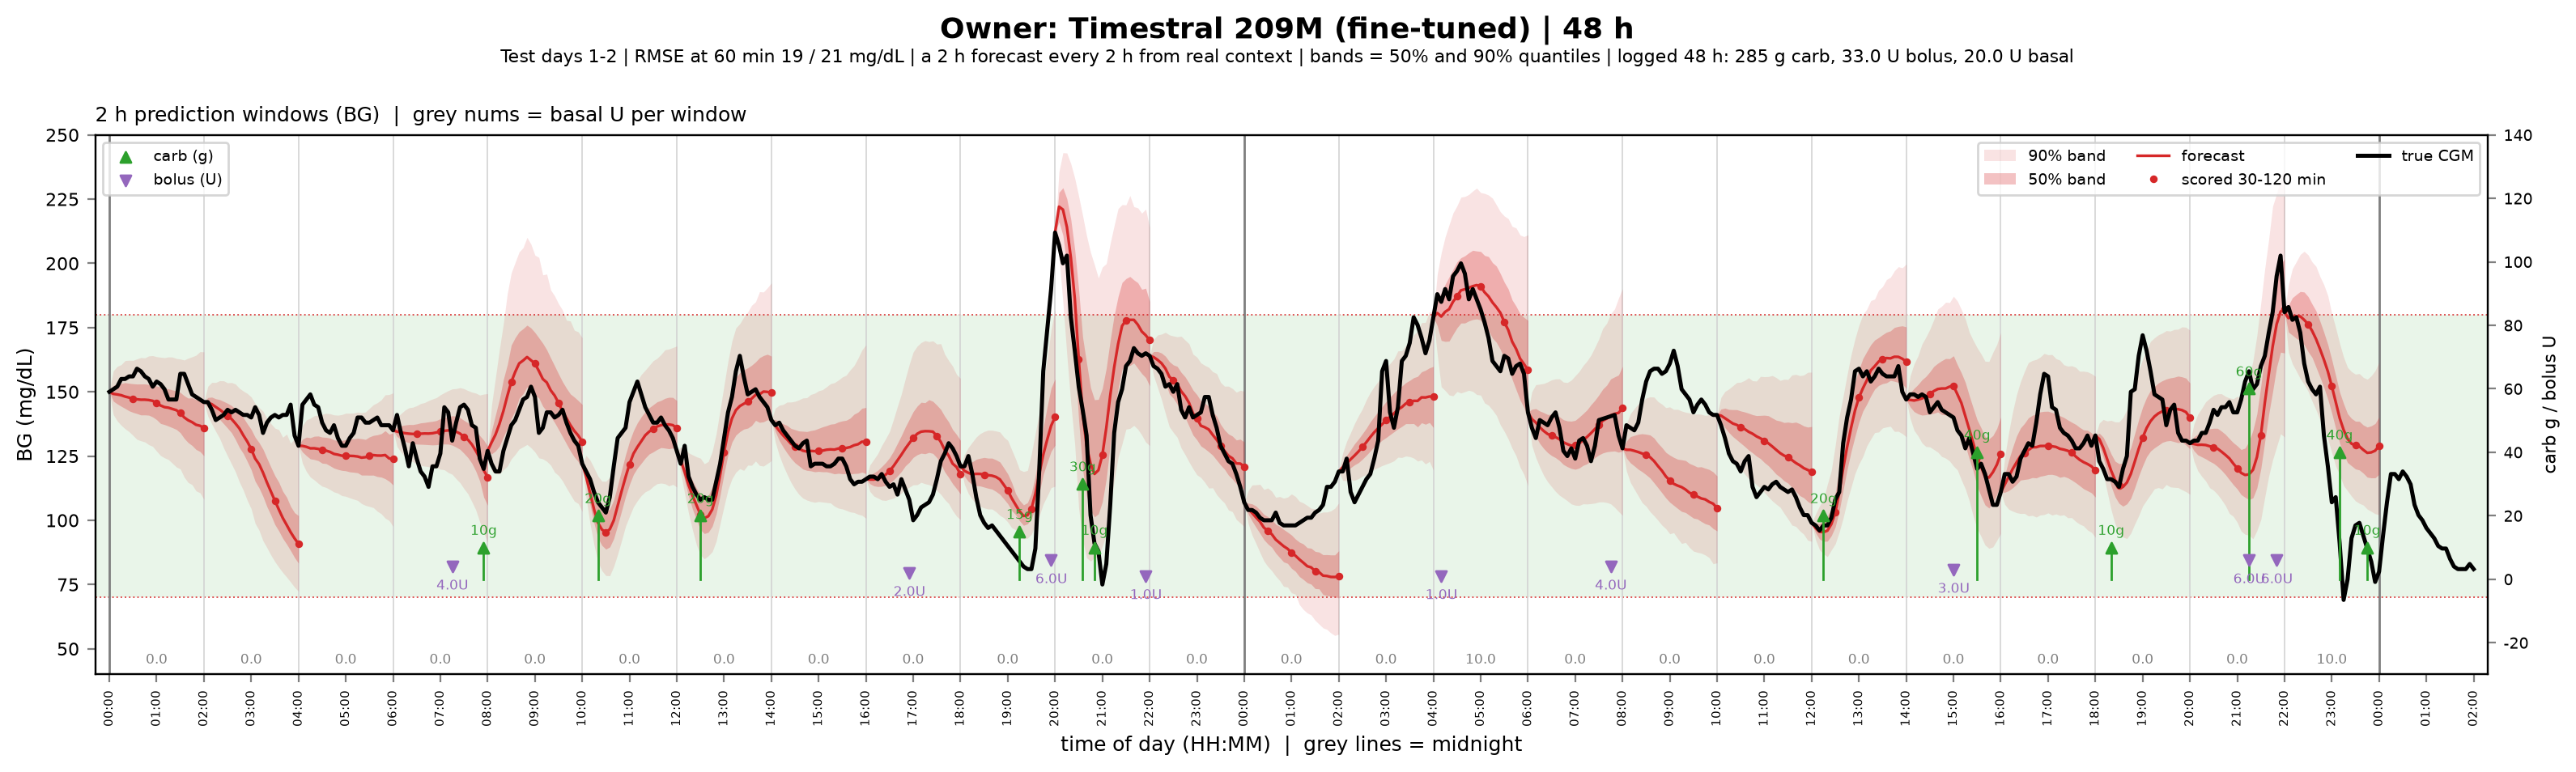 Owner: Timestral 209M (fine-tuned) | 48 h
Test days 1-2 | RMSE at 60 min 19 / 21 mg/dL | a 2 h forecast every 2 h from real context | bands = 50% and 90% quantiles | logged 48 h: 285 g carb, 33.0 U bolus, 20.0 U basal
2 h prediction windows (BG) | grey nums = basal U per window
carb (g)
bolus (U)
90% band
50% band
forecast
scored 30-120 min
true CGM
BG (mg/dL)
250
225
200
175
150
125
100
75
50
carb g / bolus U
140
120
100
80
60
40
20
0
-20
10g 20g 20g 15g 30g 10g 20g 40g 10g 60g 40g 10g
4.0U 2.0U 6.0U 1.0U 1.0U 4.0U 3.0U 6.0U 6.0U
0.0 0.0 0.0 0.0 0.0 0.0 0.0 0.0 0.0 0.0 0.0 0.0 0.0 0.0 10.0 0.0 0.0 0.0 0.0 0.0 0.0 0.0 0.0 10.0
00:00 01:00 02:00 03:00 04:00 05:00 06:00 07:00 08:00 09:00 10:00 11:00 12:00 13:00 14:00 15:00 16:00 17:00 18:00 19:00 20:00 21:00 22:00 23:00 00:00 01:00 02:00 03:00 04:00 05:00 06:00 07:00 08:00 09:00 10:00 11:00 12:00 13:00 14:00 15:00 16:00 17:00 18:00 19:00 20:00 21:00 22:00 23:00 00:00 01:00 02:00
time of day (HH:MM) | grey lines = midnight